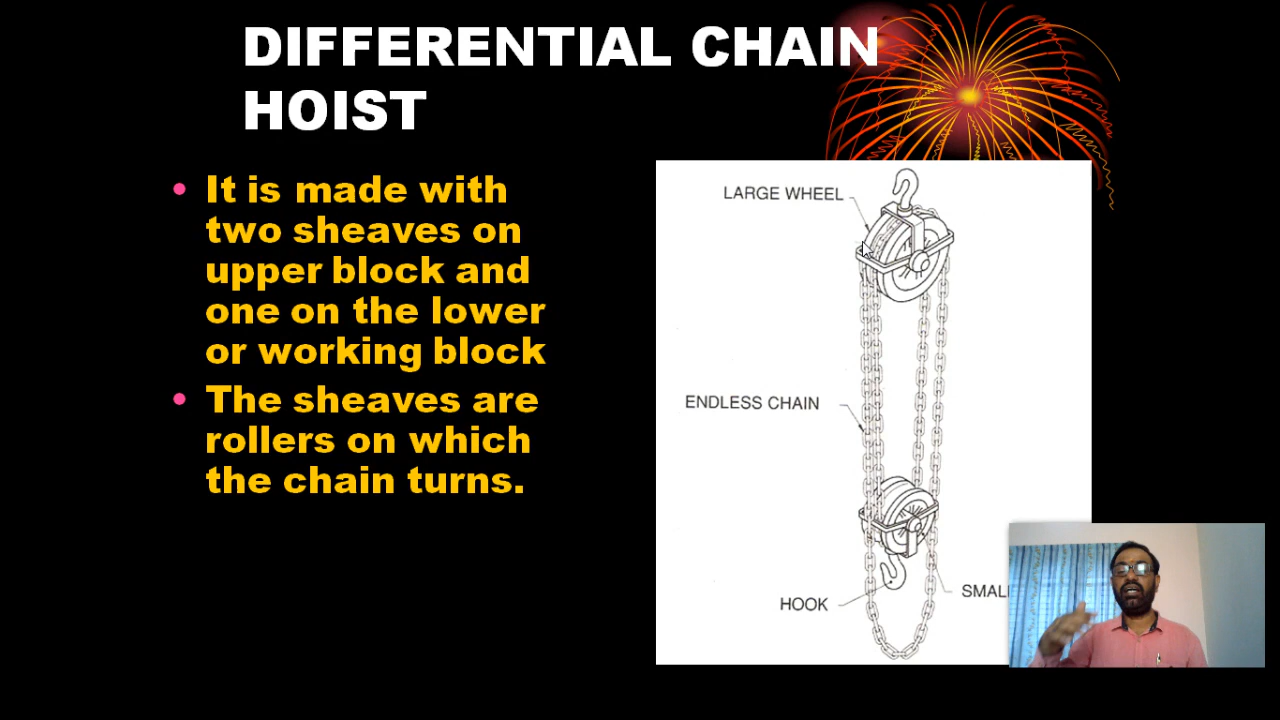 DIFFERENTIAL CHAIN
HOIST
• It is made with
two sheaves on
upper block and
one on the lower
or working block
• The sheaves are
rollers on which
the chain turns.
LARGE WHEEL
ENDLESS CHAIN
HOOK